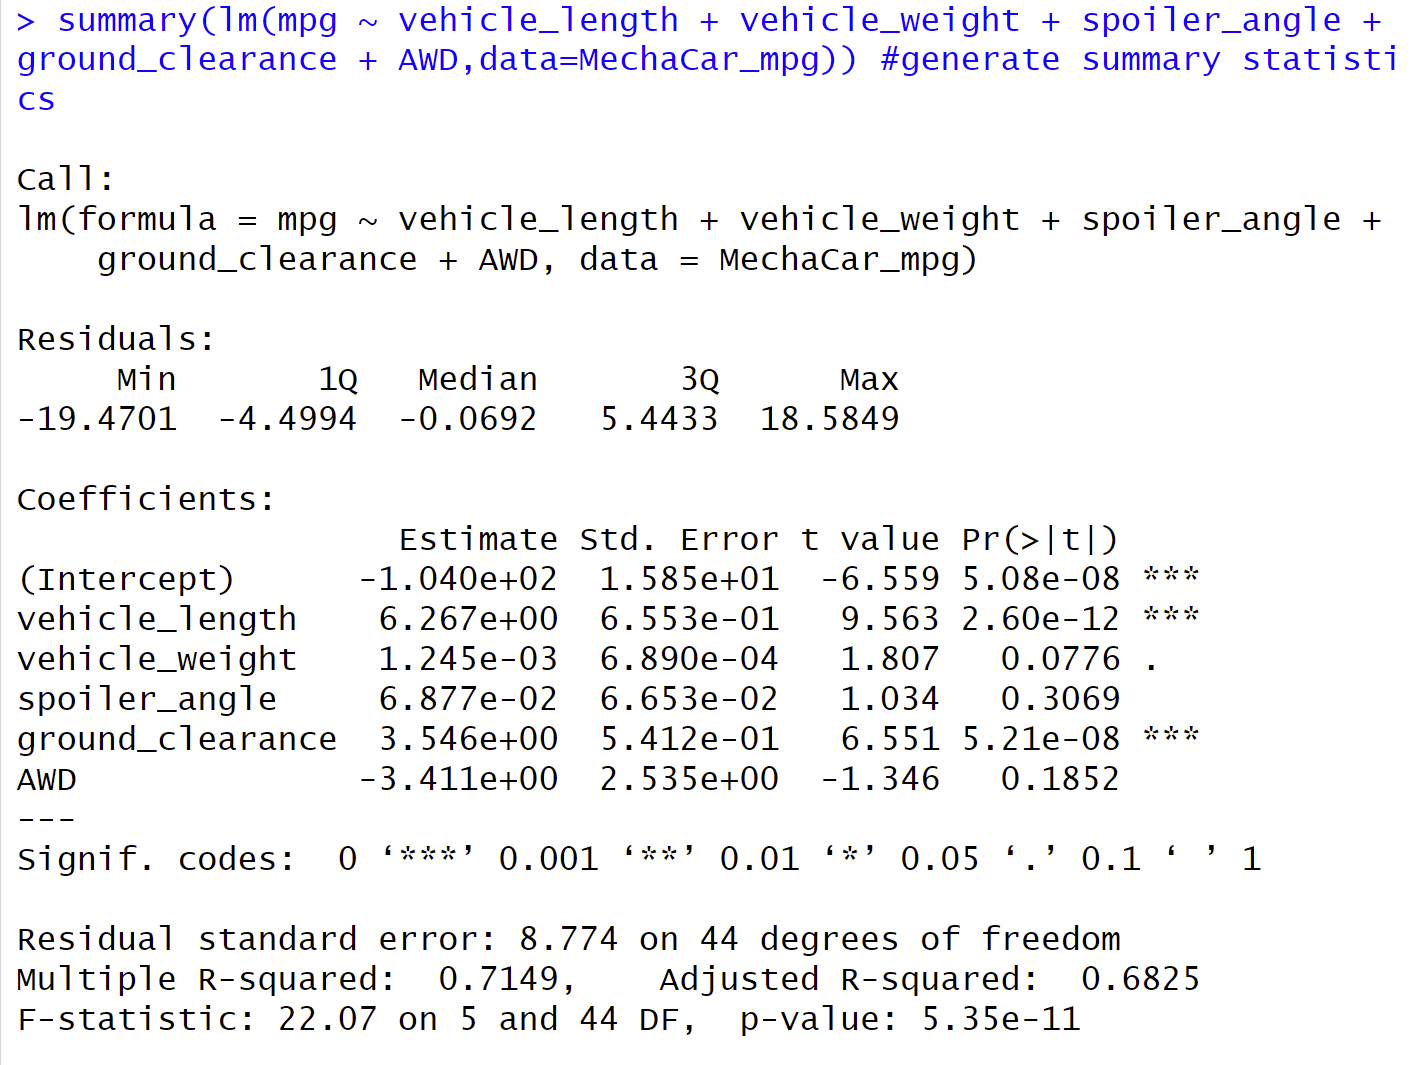 > summary(lm(mpg ~ vehicle_length + vehicle_weight + spoiler_angle +
ground_clearance + AWD,data=MechaCar_mpg)) #generate summary statisti
cs

Call:
lm(formula = mpg ~ vehicle_length + vehicle_weight + spoiler_angle +
    ground_clearance + AWD, data = MechaCar_mpg)

Residuals:
     Min       1Q   Median       3Q      Max
-19.4701  -4.4994  -0.0692   5.4433  18.5849

Coefficients:
                   Estimate Std. Error t value Pr(>|t|)
(Intercept)      -1.040e+02  1.585e+01  -6.559 5.08e-08 ***
vehicle_length    6.267e+00  6.553e-01   9.563 2.60e-12 ***
vehicle_weight    1.245e-03  6.890e-04   1.807   0.0776 .
spoiler_angle     6.877e-02  6.653e-02   1.034   0.3069
ground_clearance  3.546e+00  5.412e-01   6.551 5.21e-08 ***
AWD              -3.411e+00  2.535e+00  -1.346   0.1852
---
Signif. codes:  0 ‘***’ 0.001 ‘**’ 0.01 ‘*’ 0.05 ‘.’ 0.1 ‘ ’ 1

Residual standard error: 8.774 on 44 degrees of freedom
Multiple R-squared:  0.7149,    Adjusted R-squared:  0.6825
F-statistic: 22.07 on 5 and 44 DF,  p-value: 5.35e-11